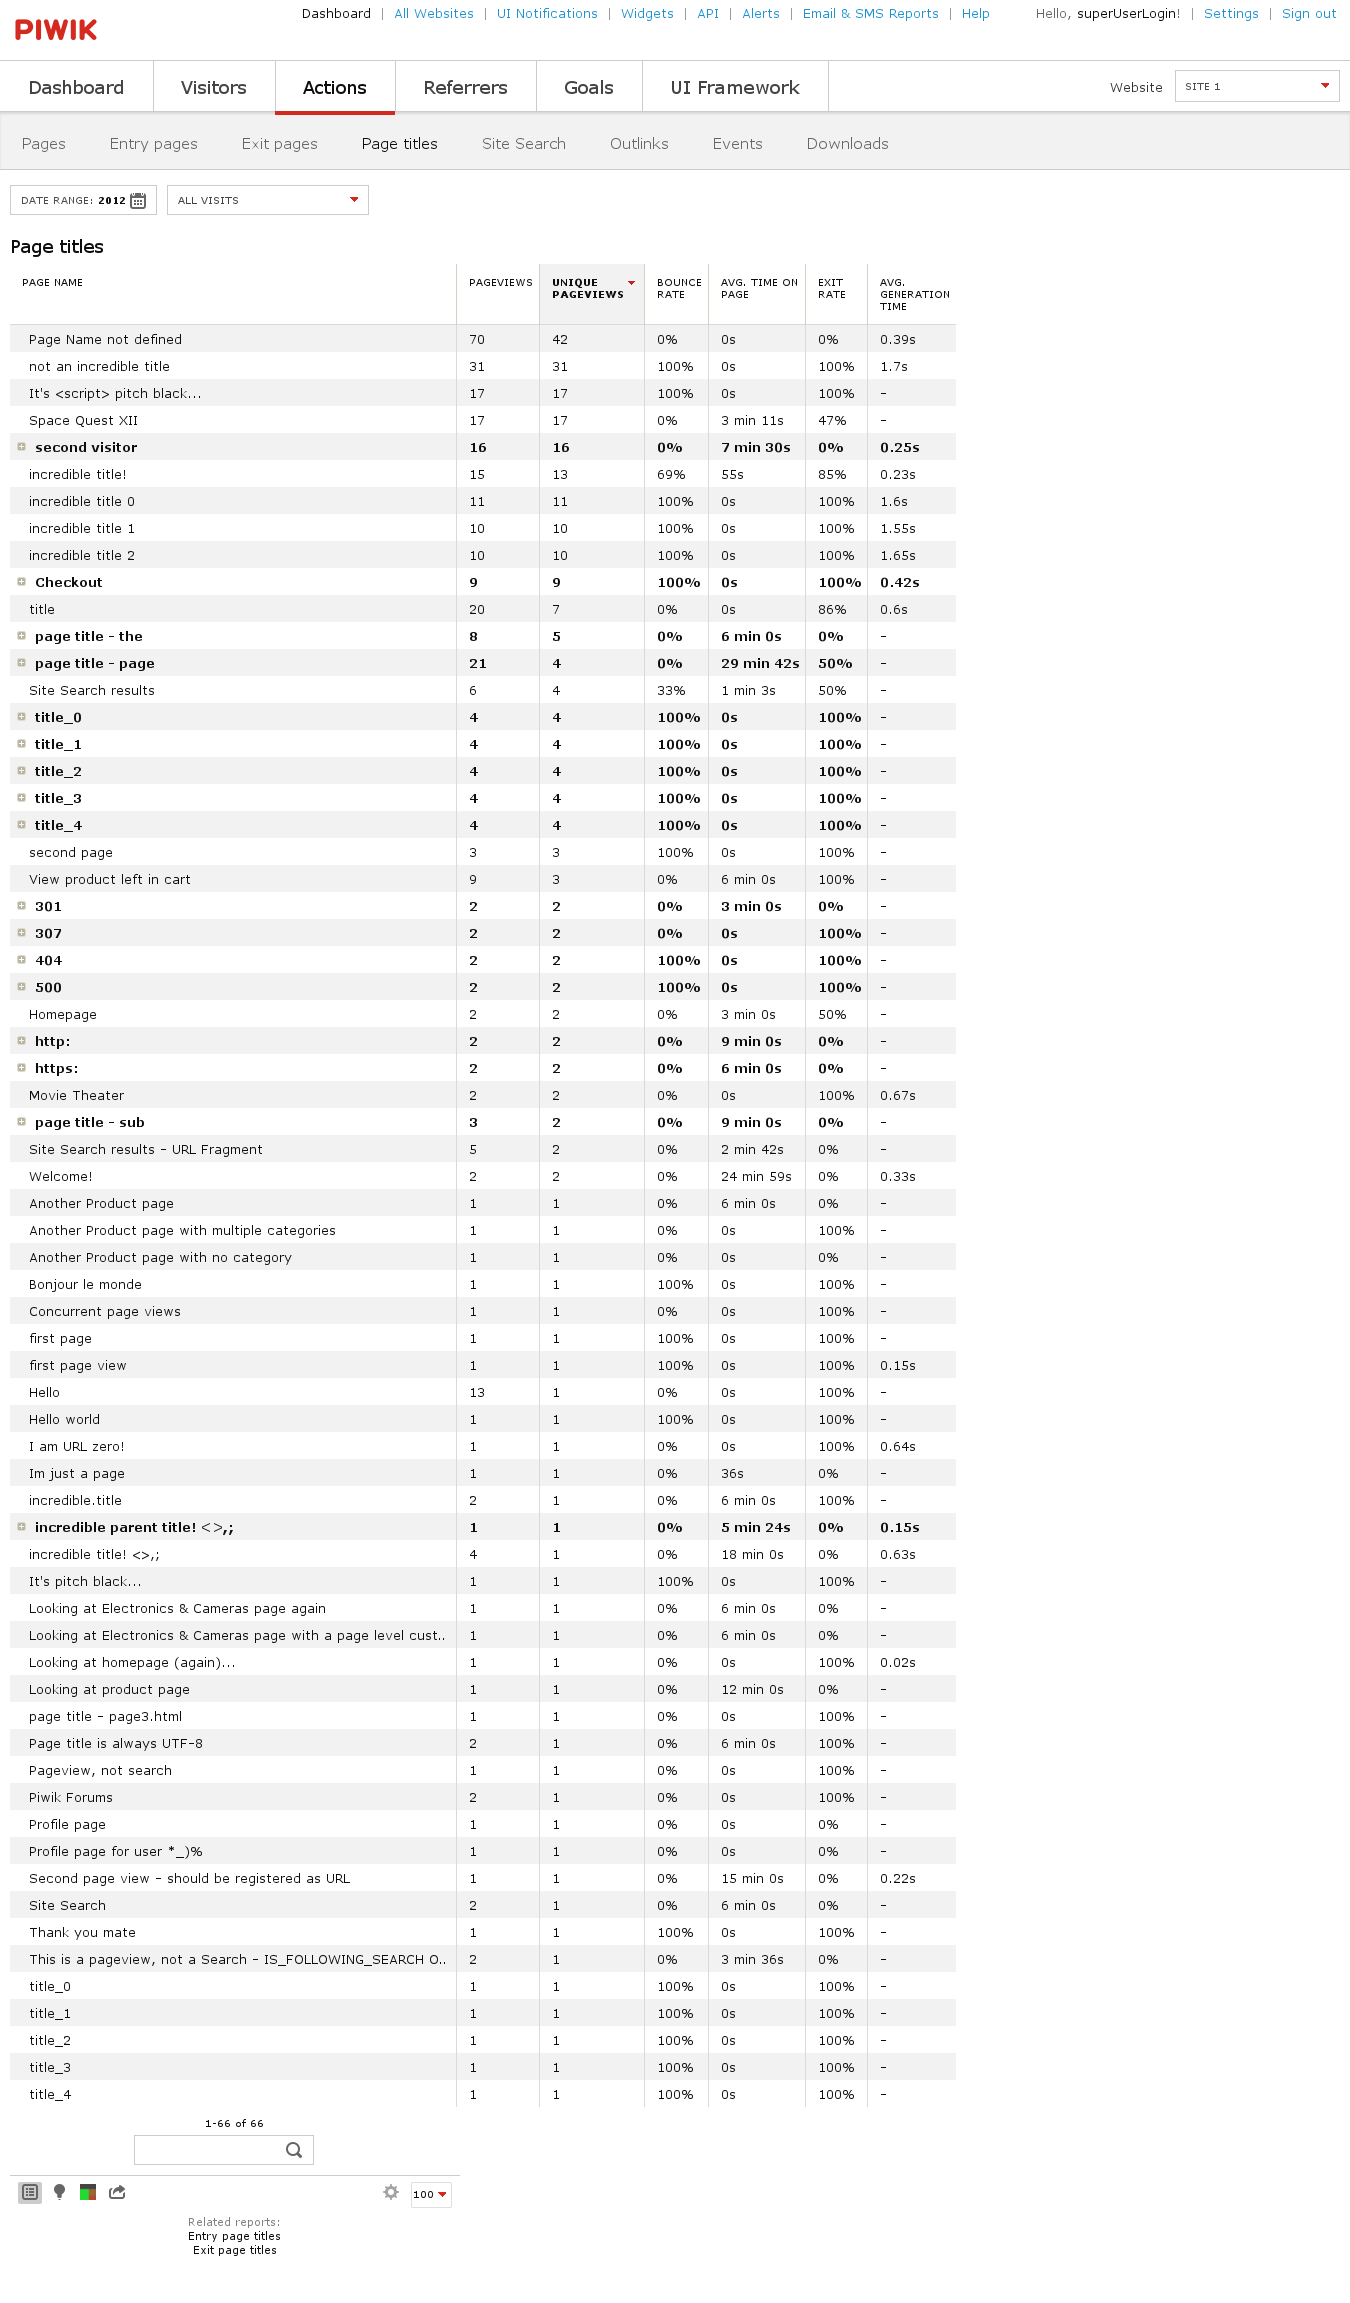 PIWIK
Dashboard | All Websites | UI Notifications | Widgets | API | Alerts | Email & SMS Reports | Help Hello, superUserLogin! | Settings | Sign out
Dashboard Visitors Actions Referrers Goals UI Framework Website SITE 1
Pages Entry pages Exit pages Page titles Site Search Outlinks Events Downloads
DATE RANGE: 2012 ALL VISITS
Page titles
PAGE NAME PAGEVIEWS UNIQUE PAGEVIEWS BOUNCE RATE AVG. TIME ON PAGE EXIT RATE AVG. GENERATION TIME
Page Name not defined 70 42 0% 0s 0% 0.39s
not an incredible title 31 31 100% 0s 100% 1.7s
It's <script> pitch black... 17 17 100% 0s 100% -
Space Quest XII 17 17 0% 3 min 11s 47% -
second visitor 16 16 0% 7 min 30s 0% 0.25s
incredible title! 15 13 69% 55s 85% 0.23s
incredible title 0 11 11 100% 0s 100% 1.6s
incredible title 1 10 10 100% 0s 100% 1.55s
incredible title 2 10 10 100% 0s 100% 1.65s
Checkout 9 9 100% 0s 100% 0.42s
title 20 7 0% 0s 86% 0.6s
page title - the 8 5 0% 6 min 0s 0% -
page title - page 21 4 0% 29 min 42s 50% -
Site Search results 6 4 33% 1 min 3s 50% -
title_0 4 4 100% 0s 100% -
title_1 4 4 100% 0s 100% -
title_2 4 4 100% 0s 100% -
title_3 4 4 100% 0s 100% -
title_4 4 4 100% 0s 100% -
second page 3 3 100% 0s 100% -
View product left in cart 9 3 0% 6 min 0s 100% -
301 2 2 0% 3 min 0s 0% -
307 2 2 0% 0s 100% -
404 2 2 100% 0s 100% -
500 2 2 100% 0s 100% -
Homepage 2 2 0% 3 min 0s 50% -
http: 2 2 0% 9 min 0s 0% -
https: 2 2 0% 6 min 0s 0% -
Movie Theater 2 2 0% 0s 100% 0.67s
page title - sub 3 2 0% 9 min 0s 0% -
Site Search results - URL Fragment 5 2 0% 2 min 42s 0% -
Welcome! 2 2 0% 24 min 59s 0% 0.33s
Another Product page 1 1 0% 6 min 0s 0% -
Another Product page with multiple categories 1 1 0% 0s 100% -
Another Product page with no category 1 1 0% 0s 0% -
Bonjour le monde 1 1 100% 0s 100% -
Concurrent page views 1 1 0% 0s 100% -
first page 1 1 100% 0s 100% -
first page view 1 1 100% 0s 100% 0.15s
Hello 13 1 0% 0s 100% -
Hello world 1 1 100% 0s 100% -
I am URL zero! 1 1 0% 0s 100% 0.64s
Im just a page 1 1 0% 36s 0% -
incredible.title 2 1 0% 6 min 0s 100% -
incredible parent title! <>,; 1 1 0% 5 min 24s 0% 0.15s
incredible title! <>,; 4 1 0% 18 min 0s 0% 0.63s
It's pitch black... 1 1 100% 0s 100% -
Looking at Electronics & Cameras page again 1 1 0% 6 min 0s 0% -
Looking at Electronics & Cameras page with a page level cust.. 1 1 0% 6 min 0s 0% -
Looking at homepage (again)... 1 1 0% 0s 100% 0.02s
Looking at product page 1 1 0% 12 min 0s 0% -
page title - page3.html 1 1 0% 0s 100% -
Page title is always UTF-8 2 1 0% 6 min 0s 100% -
Pageview, not search 1 1 0% 0s 100% -
Piwik Forums 2 1 0% 0s 100% -
Profile page 1 1 0% 0s 0% -
Profile page for user *_)% 1 1 0% 0s 0% -
Second page view - should be registered as URL 1 1 0% 15 min 0s 0% 0.22s
Site Search 2 1 0% 6 min 0s 0% -
Thank you mate 1 1 100% 0s 100% -
This is a pageview, not a Search - IS_FOLLOWING_SEARCH O.. 2 1 0% 3 min 36s 0% -
title_0 1 1 100% 0s 100% -
title_1 1 1 100% 0s 100% -
title_2 1 1 100% 0s 100% -
title_3 1 1 100% 0s 100% -
title_4 1 1 100% 0s 100% -
1-66 of 66
100
Related reports:
Entry page titles
Exit page titles